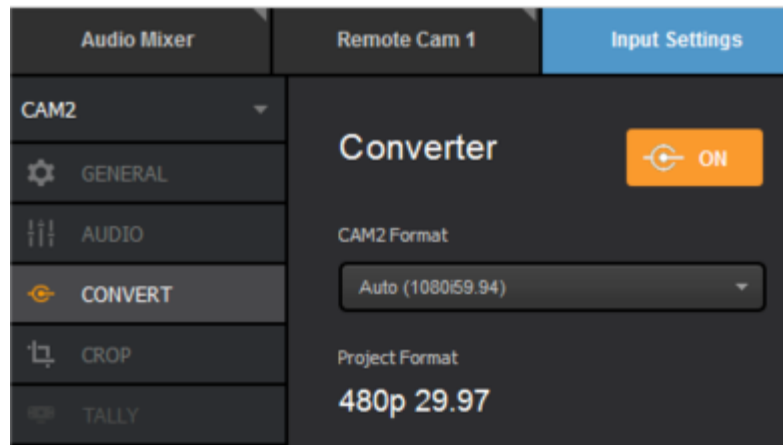 Audio Mixer
Remote Cam 1
Input Settings
CAM2
Converter
ON
GENERAL
AUDIO
CAM2 Format
CONVERT
Auto (1080i59.94)
CROP
Project Format
480p 29.97
TALLY